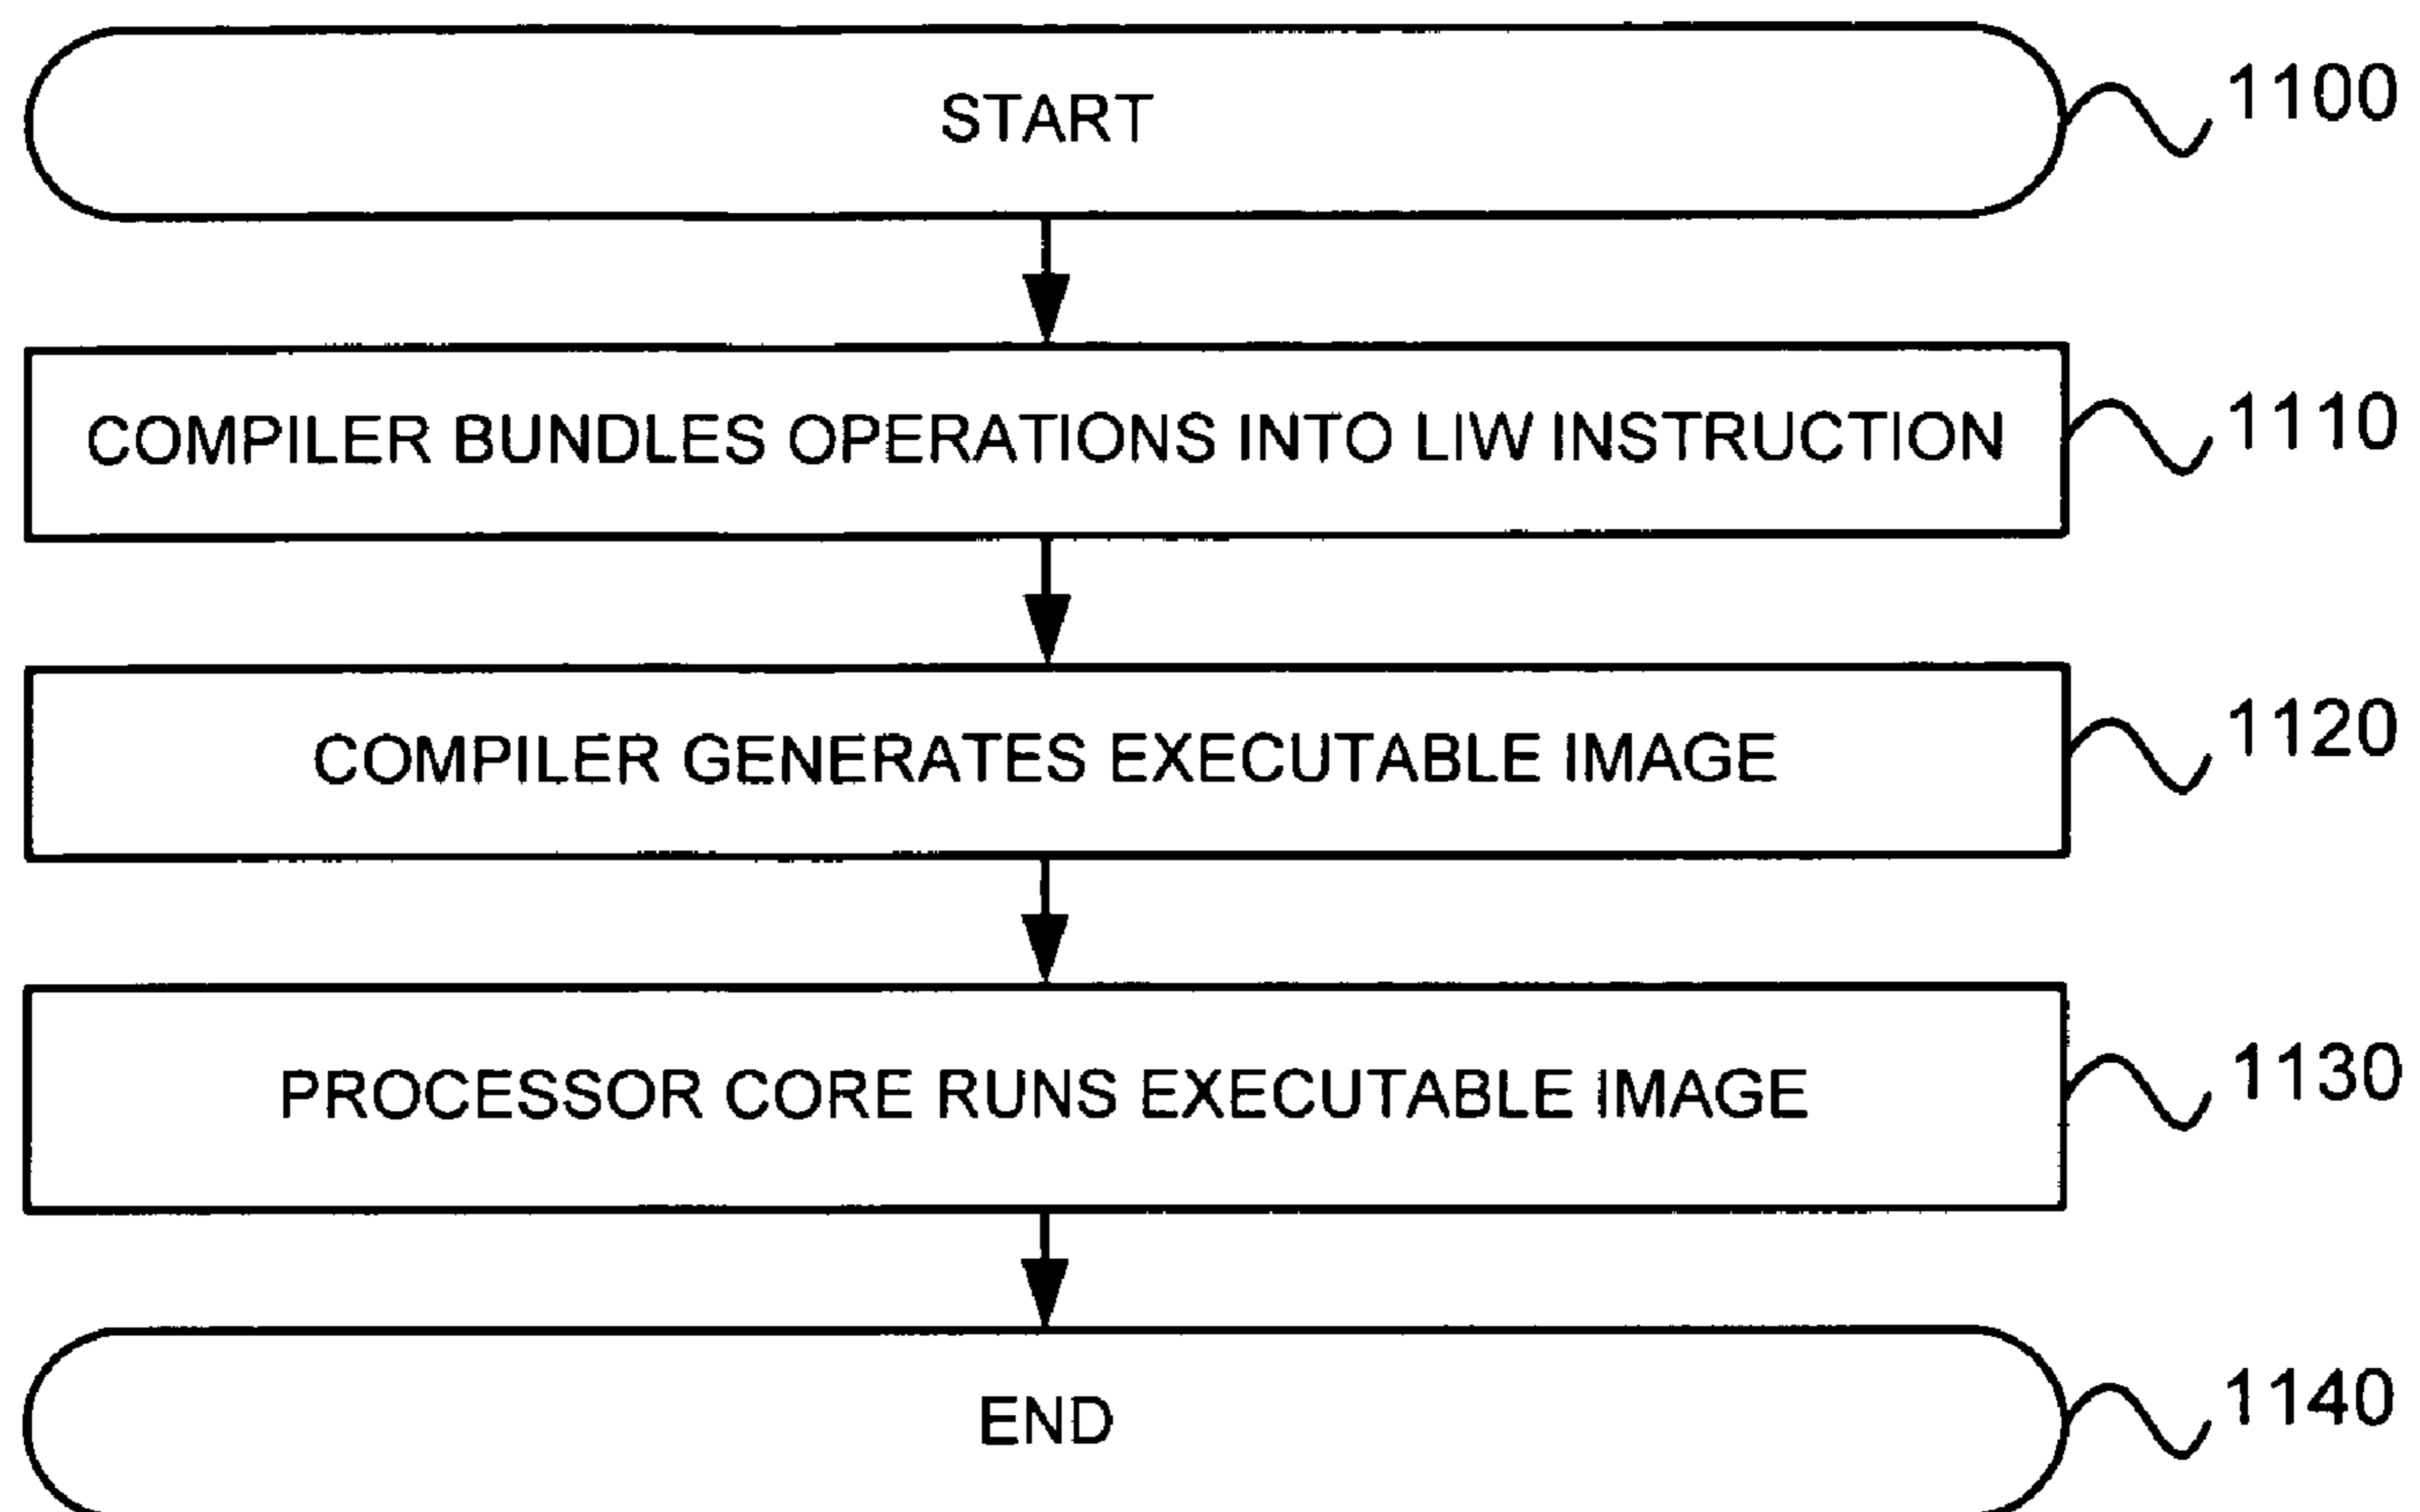 START
1100
COMPILER BUNDLES OPERATIONS INTO LIW INSTRUCTION
1110
COMPILER GENERATES EXECUTABLE IMAGE
1120
PROCESSOR CORE RUNS EXECUTABLE IMAGE
1130
END
1140